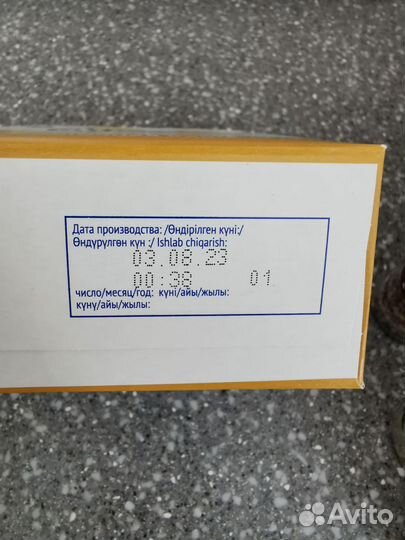 Дата производства: /Өндірілген күні:/
Өндүрүлгөн күн :/ Ishlab chiqarish:
03.08.23
00:38 01
число/месяц/год: күні/айы/жылы:
күнү/айы/жылы:
Avito